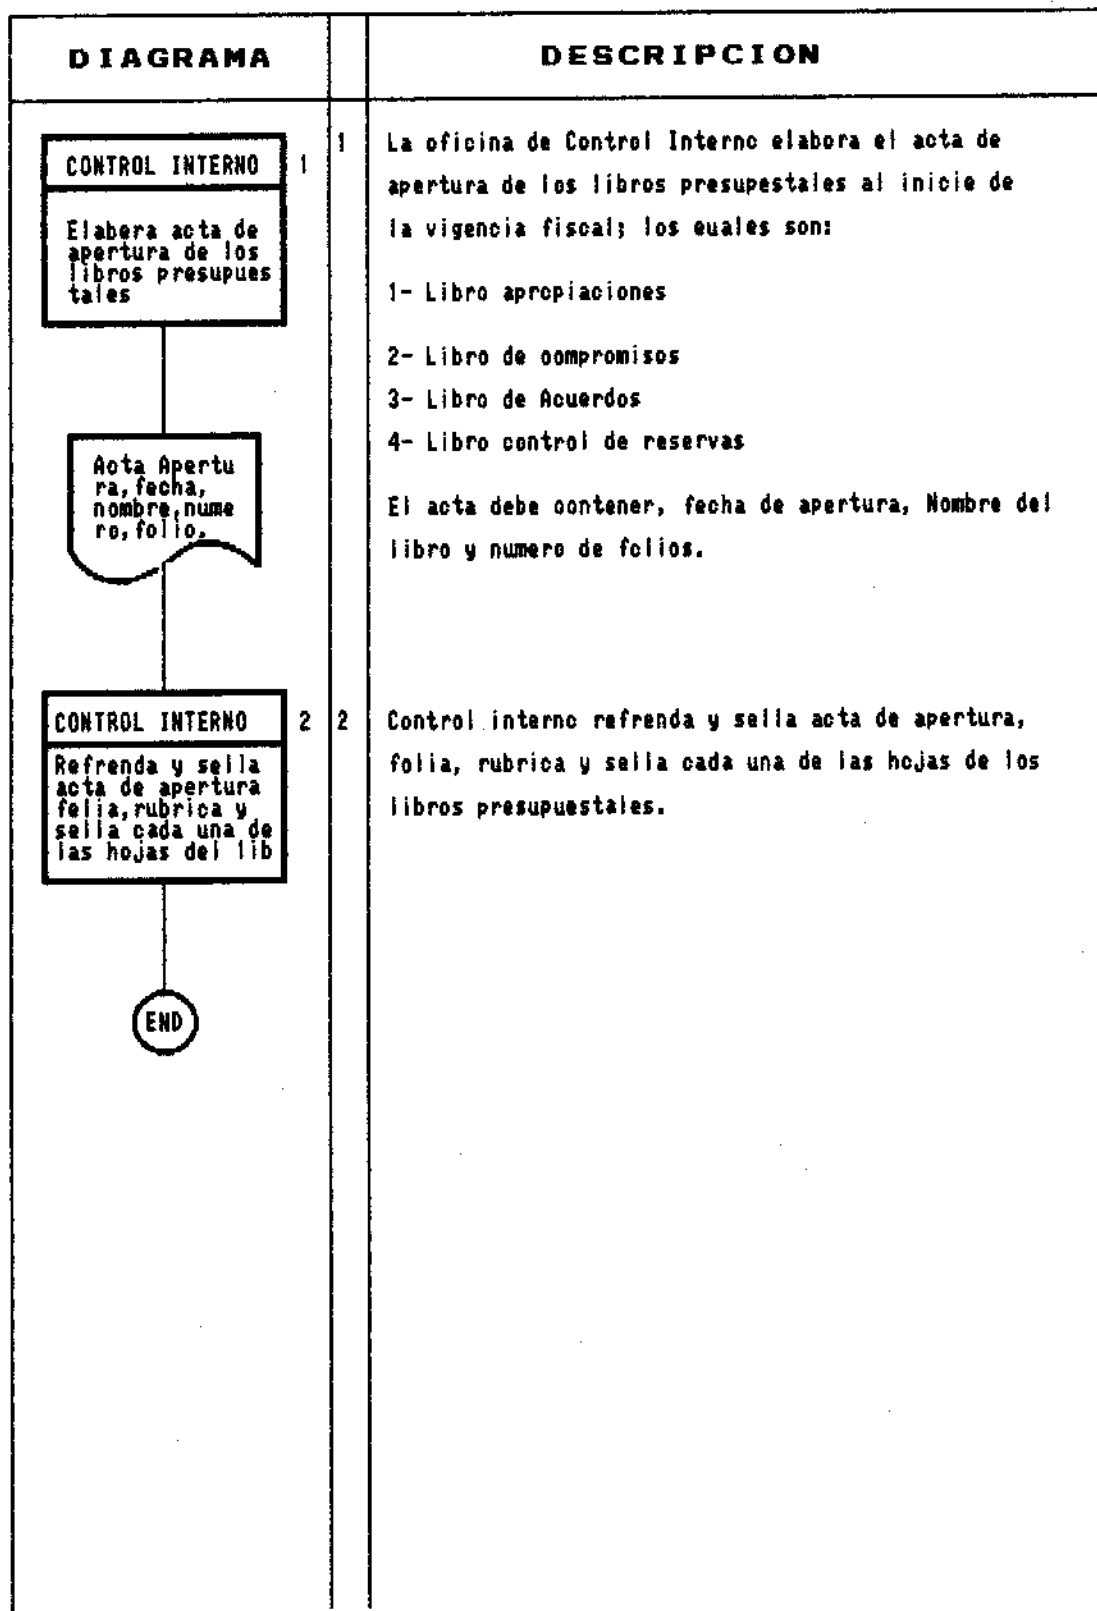 DIAGRAMA
DESCRIPCION
CONTROL INTERNO 1
Elabora acta de
apertura de los
libros presupues
tales
Acta Apertu
ra, fecha,
nombre, nume
ro, folio,
CONTROL INTERNO 2
Refrenda y sella
acta de apertura
folia, rubrica y
sella cada una de
las hojas del lib
END
1 La oficina de Control Interno elabora el acta de
apertura de los libros presupestales al inicio de
la vigencia fiscal; los cuales son:
1- Libro apropiaciones
2- Libro de compromisos
3- Libro de Acuerdos
4- Libro control de reservas
El acta debe contener, fecha de apertura, Nombre del
libro y numero de folios.
2 Control interno refrenda y sella acta de apertura,
folia, rubrica y sella cada una de las hojas de los
libros presupuestales.